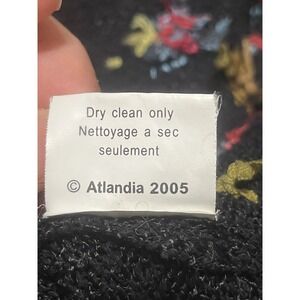 Dry clean only
Nettoyage a sec
seulement
© Atlandia 2005